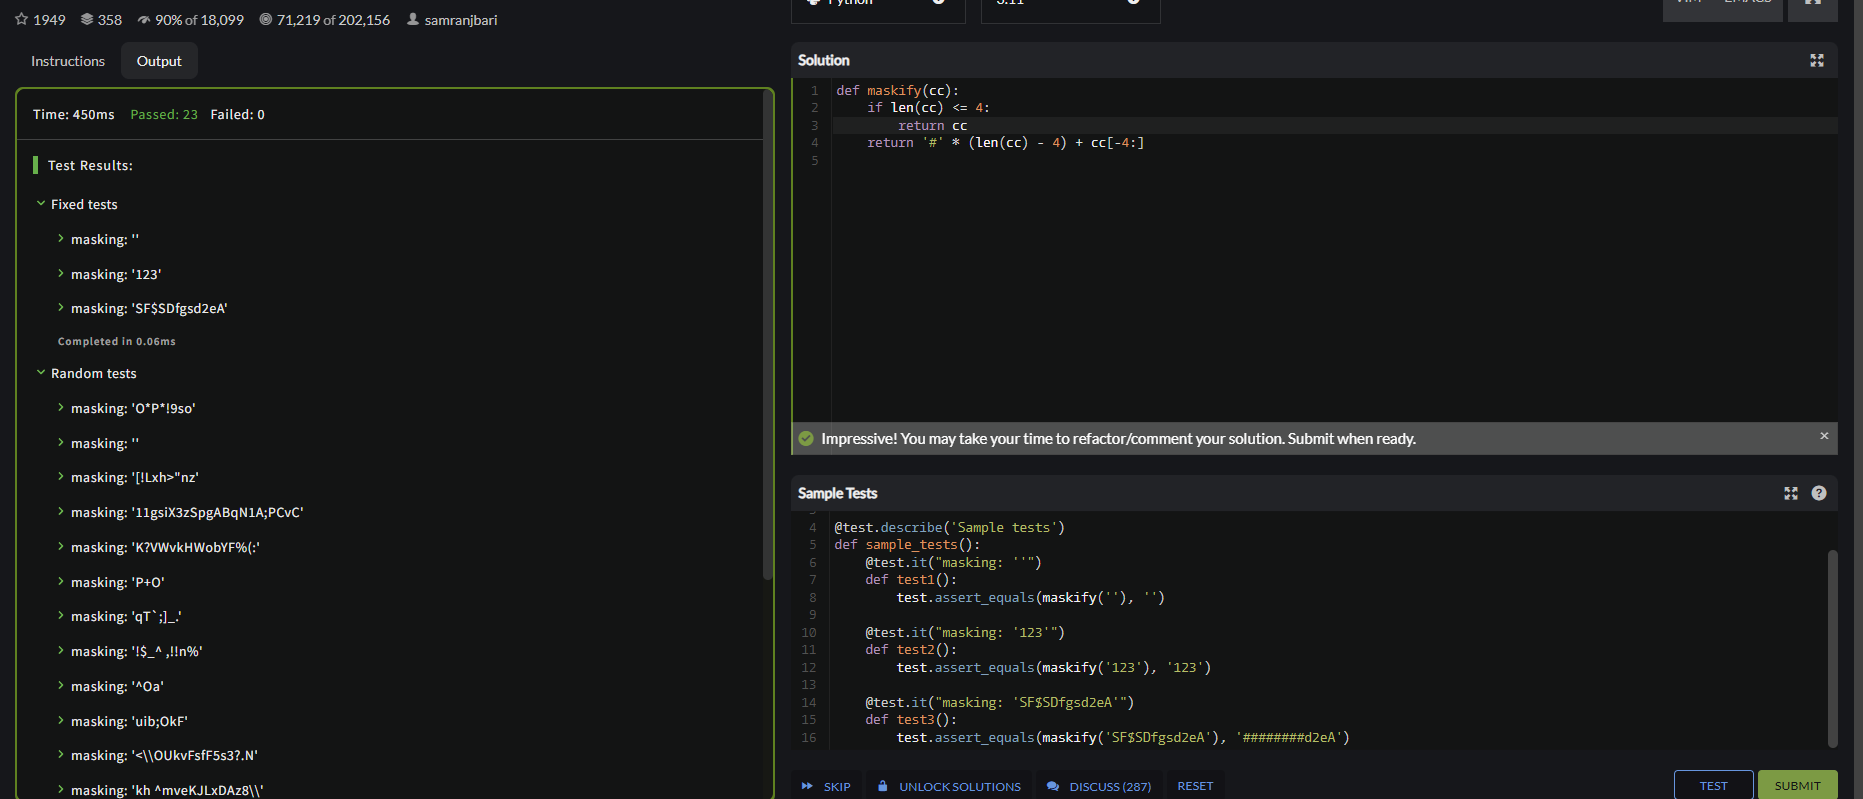 1949 358 90% of 18,099 71,219 of 202,156 samranjbari
Instructions Output
Time: 450ms Passed: 23 Failed: 0
Test Results:
Fixed tests
masking: ''
masking: '123'
masking: 'SF$SDfgsd2eA'
Completed in 0.06ms
Random tests
masking: 'O*P*!9so'
masking: ''
masking: '[!Lxh>"nz'
masking: '11gsiX3zSpgABqN1A;PCvC'
masking: 'K?VWvkHWobYF%(:'
masking: 'P+O'
masking: 'qT`;]_.'
masking: '!$_^ ,!!n%'
masking: '^Oa'
masking: 'uib;OkF'
masking: '<\\OUkvFsfF5s3?.N'
masking: 'kh ^mveKJLxDAz8\\'
Python 3.11 VIM EMACS
Solution
1 def maskify(cc):
2 if len(cc) <= 4:
3 return cc
4 return '#' * (len(cc) - 4) + cc[-4:]
5
Impressive! You may take your time to refactor/comment your solution. Submit when ready. ×
Sample Tests ?
4 @test.describe('Sample tests')
5 def sample_tests():
6 @test.it("masking: ''")
7 def test1():
8 test.assert_equals(maskify(''), '')
9
10 @test.it("masking: '123'")
11 def test2():
12 test.assert_equals(maskify('123'), '123')
13
14 @test.it("masking: 'SF$SDfgsd2eA'")
15 def test3():
16 test.assert_equals(maskify('SF$SDfgsd2eA'), '########d2eA')
SKIP UNLOCK SOLUTIONS DISCUSS (287) RESET TEST SUBMIT